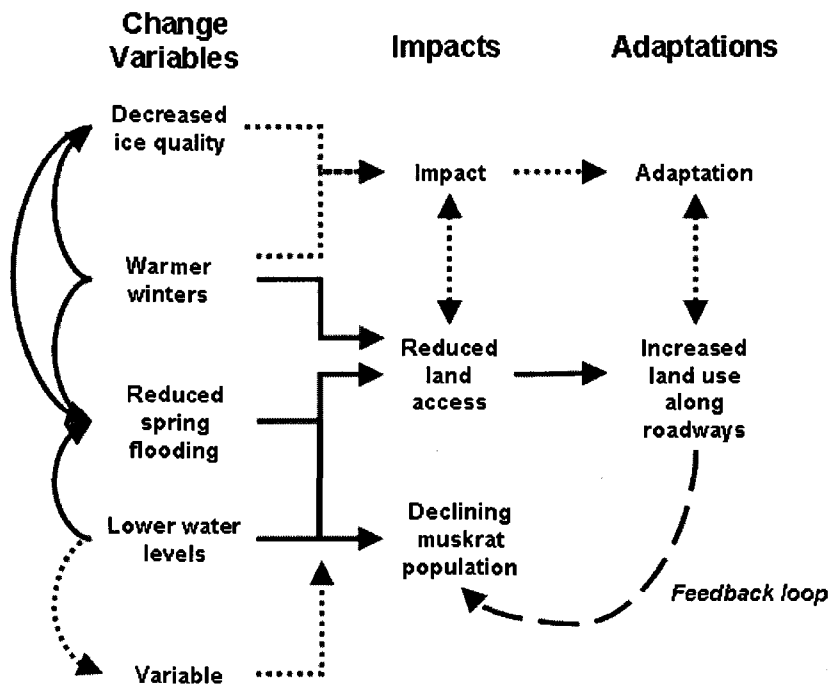 Change
Variables
Impacts
Adaptations
Decreased
ice quality
Impact
Adaptation
Warmer
winters
Reduced
land
access
Increased
land use
along
roadways
Reduced
spring
flooding
Lower water
levels
Declining
muskrat
population
Feedback loop
Variable